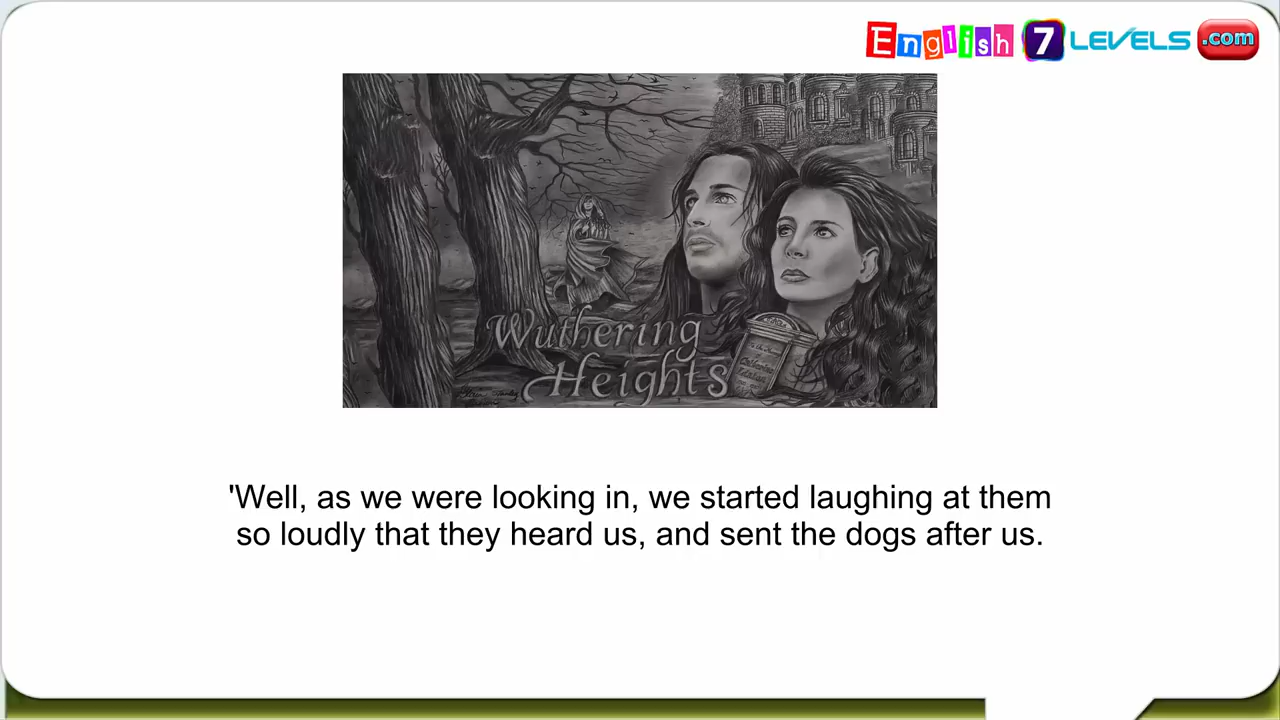 English 7 LEVELS .com
Wuthering
Heights
'Well, as we were looking in, we started laughing at them
so loudly that they heard us, and sent the dogs after us.